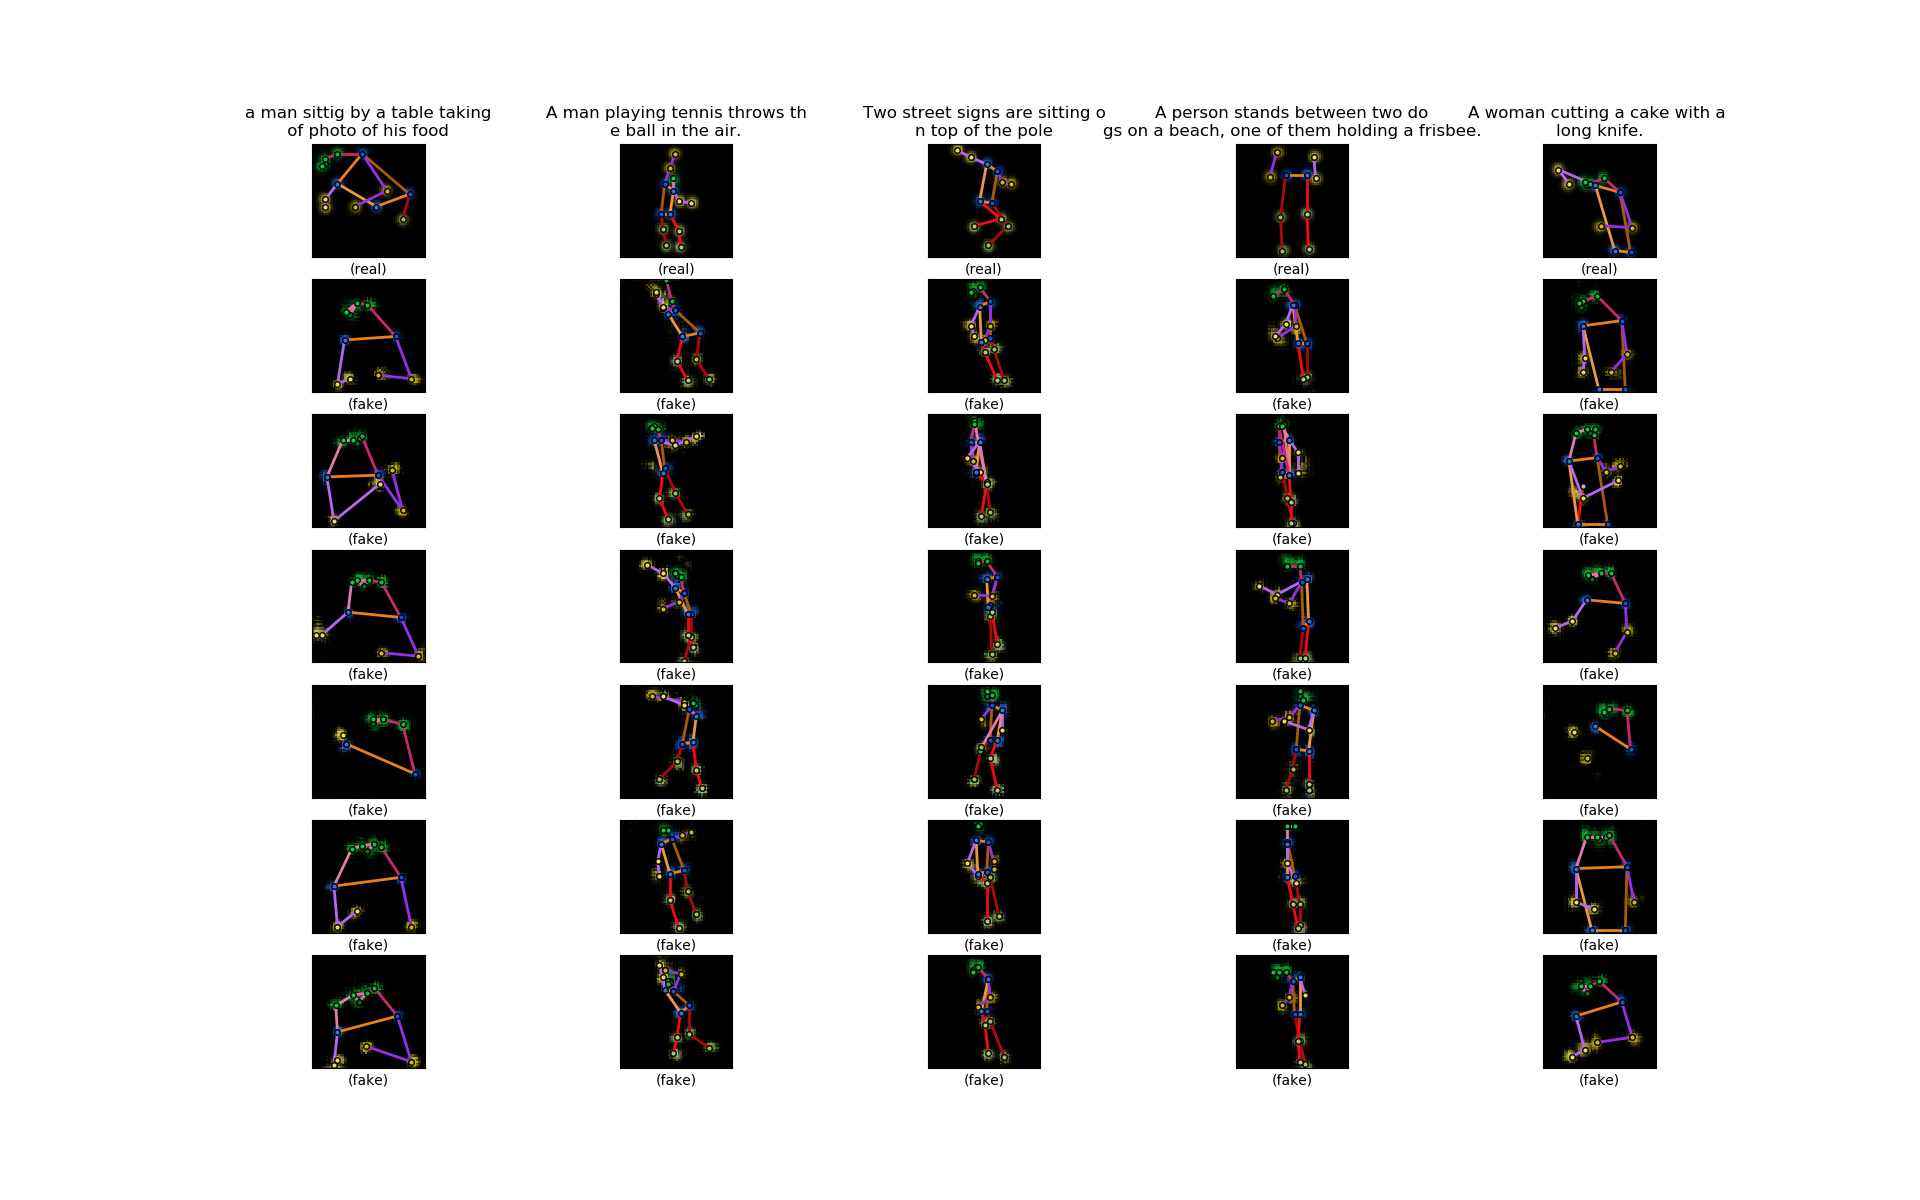 a man sittig by a table taking
of photo of his food
A man playing tennis throws th
e ball in the air.
Two street signs are sitting o
n top of the pole
A person stands between two do
gs on a beach, one of them holding a frisbee.
A woman cutting a cake with a
long knife.
(real) (real) (real) (real) (real)
(fake) (fake) (fake) (fake) (fake)
(fake) (fake) (fake) (fake) (fake)
(fake) (fake) (fake) (fake) (fake)
(fake) (fake) (fake) (fake) (fake)
(fake) (fake) (fake) (fake) (fake)
(fake) (fake) (fake) (fake) (fake)